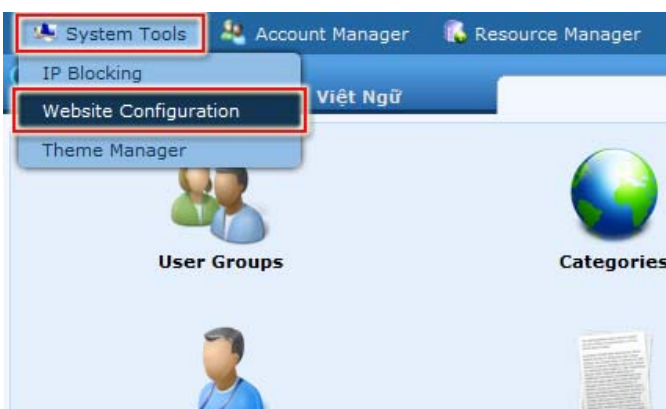 System Tools Account Manager Resource Manager
IP Blocking
Việt Ngữ
Website Configuration
Theme Manager
User Groups Categories